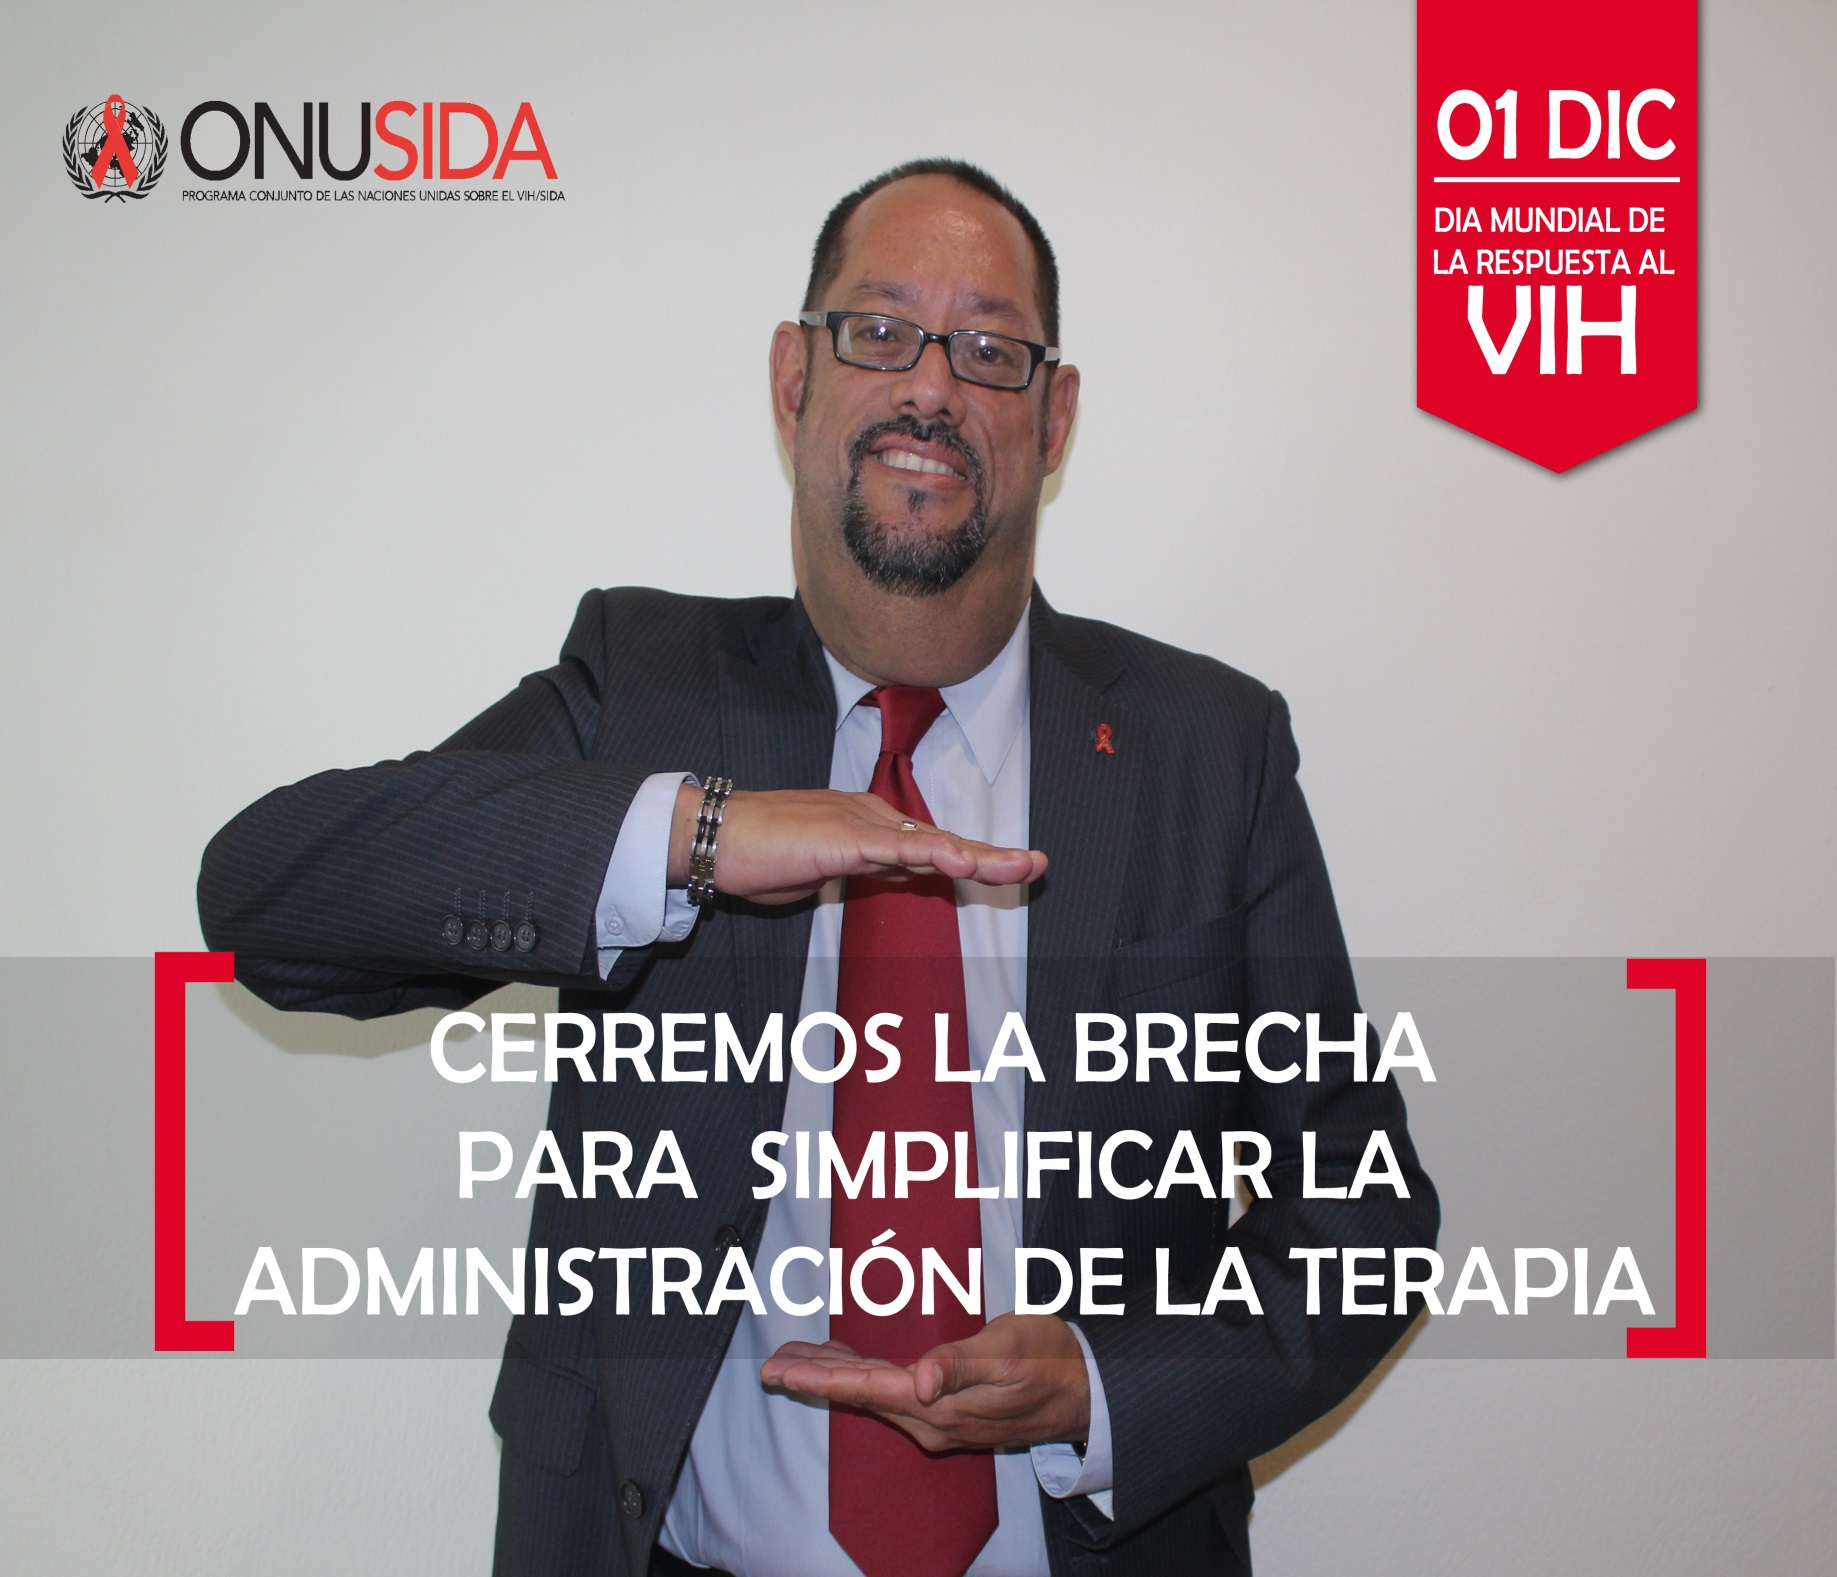 ONUSIDA
PROGRAMA CONJUNTO DE LAS NACIONES UNIDAS SOBRE EL VIH/SIDA
01 DIC
DIA MUNDIAL DE
LA RESPUESTA AL
VIH
CERREMOS LA BRECHA
PARA SIMPLIFICAR LA
ADMINISTRACIÓN DE LA TERAPIA